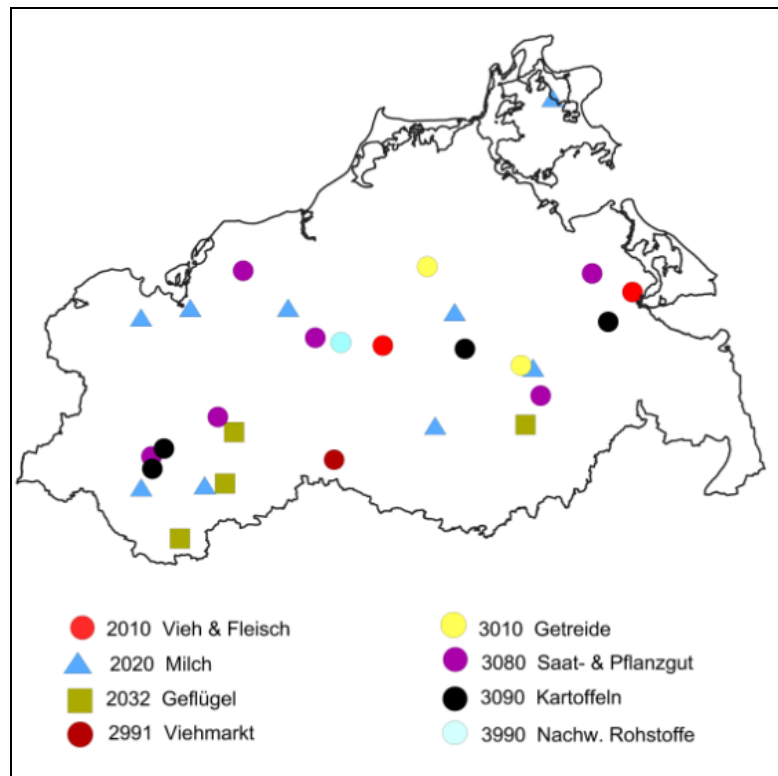 2010 Vieh & Fleisch
2020 Milch
2032 Geflügel
2991 Viehmarkt
3010 Getreide
3080 Saat- & Pflanzgut
3090 Kartoffeln
3990 Nachw. Rohstoffe